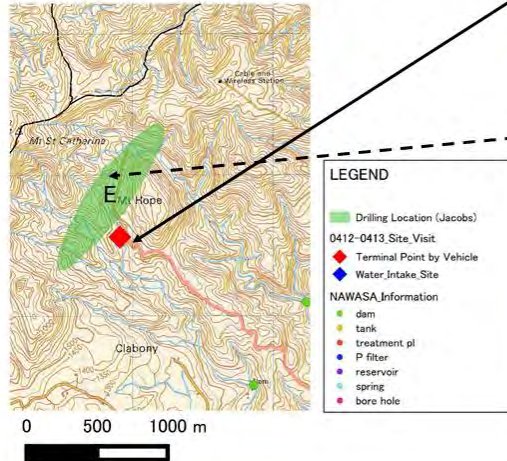 Cable and
Wireless Station
Mt St Catherine
E
Mt Hope
Clabony
Dam
0 500 1000 m
LEGEND
Drilling Location (Jacobs)
0412-0413_Site_Visit
Terminal Point by Vehicle
Water_Intake_Site
NAWASA_Information
dam
tank
treatment pl
P filter
reservoir
spring
bore hole